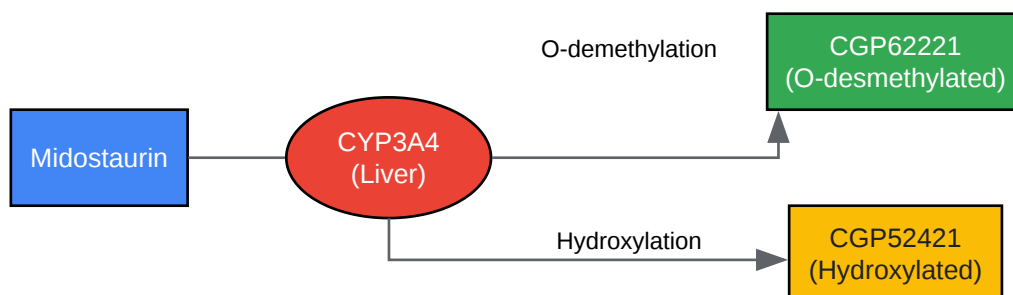 O-demethylation
CGP62221
(O-desmethylated)
Midostaurin
CYP3A4
(Liver)
Hydroxylation
CGP52421
(Hydroxylated)